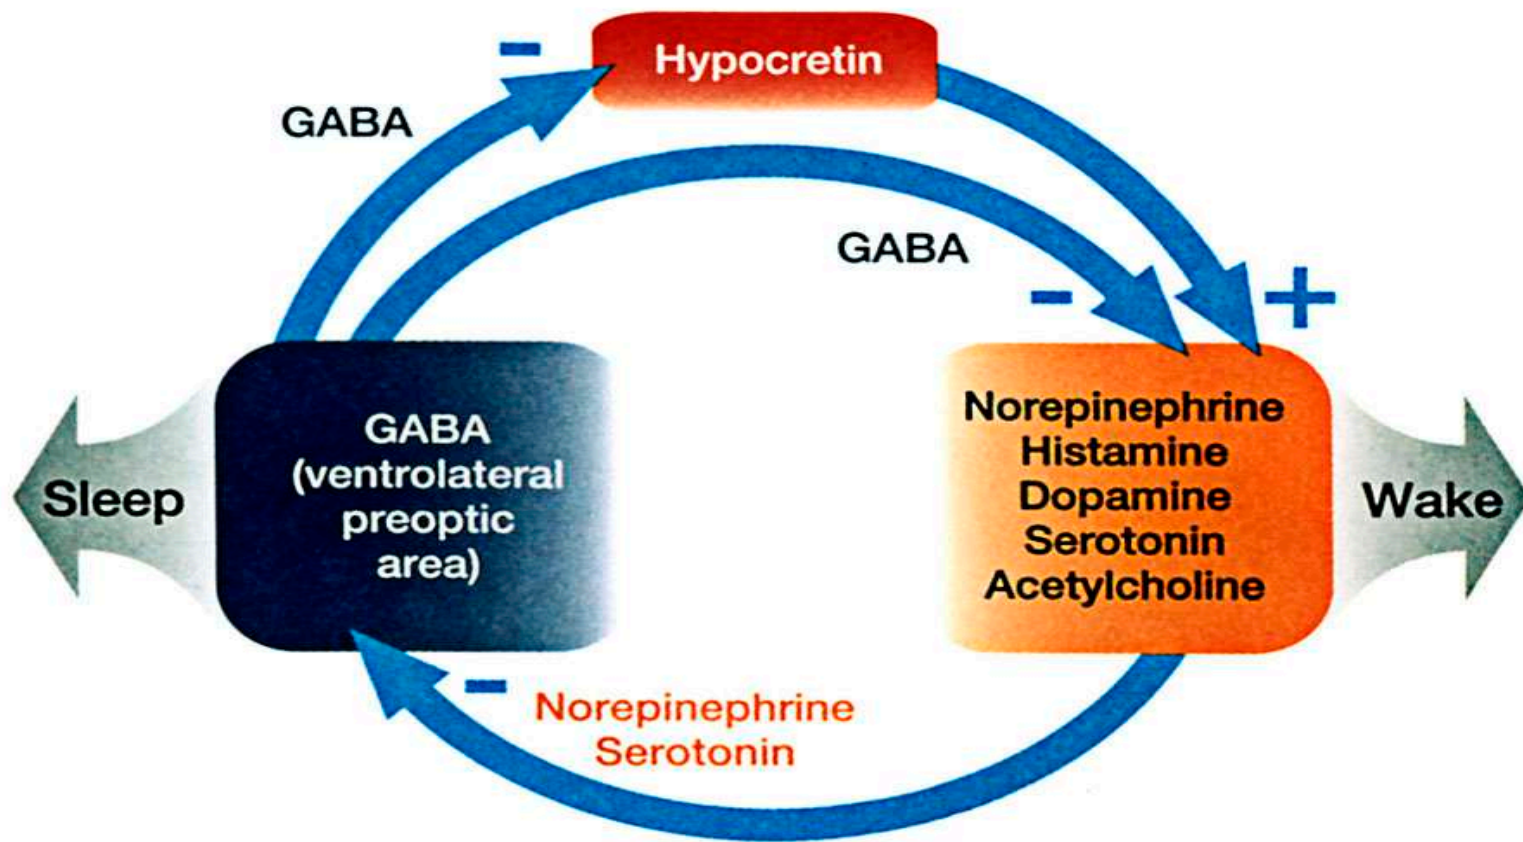 -
Hypocretin
GABA
GABA
-
+
GABA
(ventrolateral
preoptic
area)
Norepinephrine
Histamine
Dopamine
Serotonin
Acetylcholine
Sleep
Wake
-
Norepinephrine
Serotonin